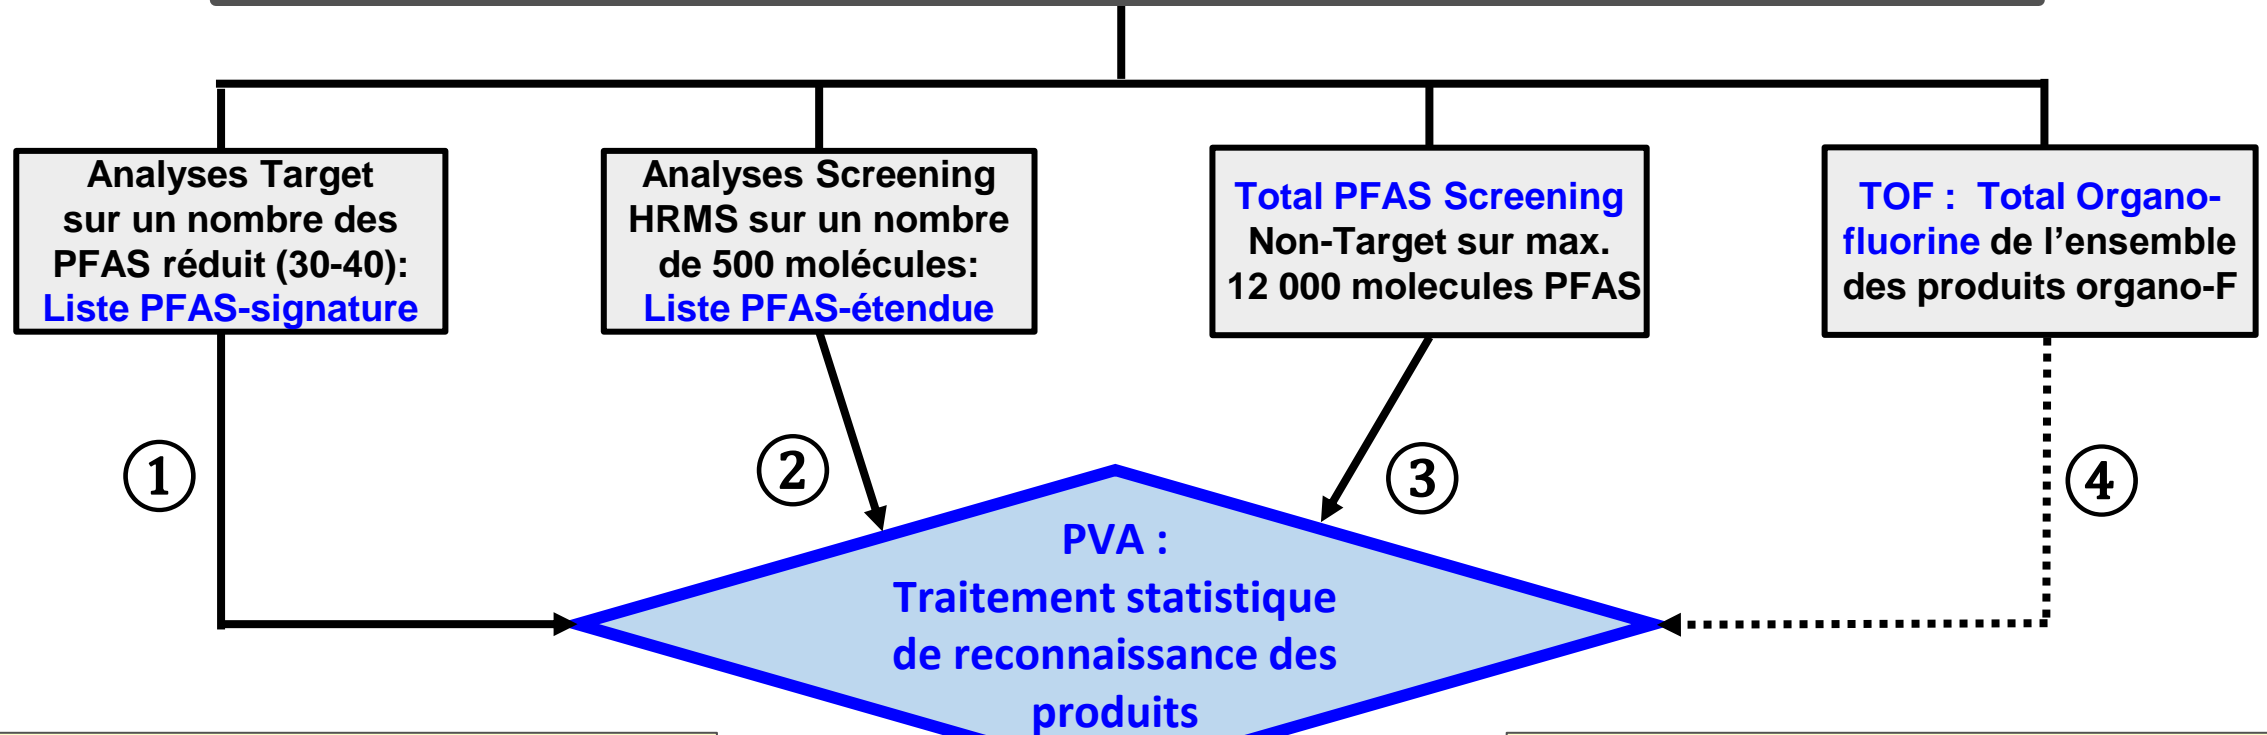 Analyses Target
sur un nombre des
PFAS réduit (30-40):
Liste PFAS-signature
Analyses Screening
HRMS sur un nombre
de 500 molécules:
Liste PFAS-étendue
Total PFAS Screening
Non-Target sur max.
12 000 molecules PFAS
TOF :  Total Organo-
fluorine de l’ensemble
des produits organo-F
①
②
③
④
PVA :
Traitement statistique
de reconnaissance des
produits